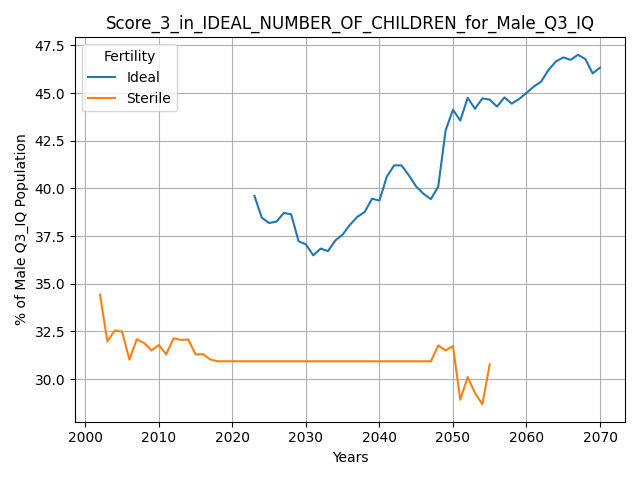 Score_3_in_IDEAL_NUMBER_OF_CHILDREN_for_Male_Q3_IQ
Fertility
Ideal
Sterile
% of Male Q3_IQ Population
47.5
45.0
42.5
40.0
37.5
35.0
32.5
30.0
2000 2010 2020 2030 2040 2050 2060 2070
Years